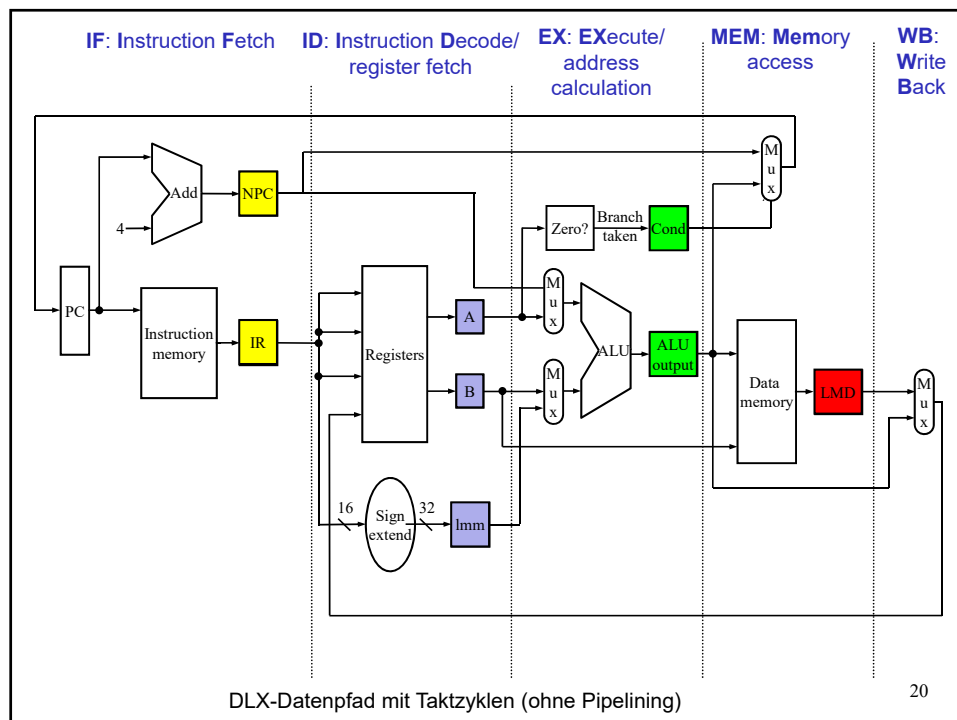 IF: Instruction Fetch
ID: Instruction Decode/
register fetch
EX: EXecute/
address
calculation
MEM: Memory
access
WB:
Write
Back
M
u
x
Add
NPC
4
Zero?
Branch
taken
Cond
PC
Instruction
memory
IR
Registers
A
B
M
u
x
M
u
x
ALU
ALU
output
Data
memory
LMD
M
u
x
16
Sign
extend
32
lmm
DLX-Datenpfad mit Taktzyklen (ohne Pipelining)
20